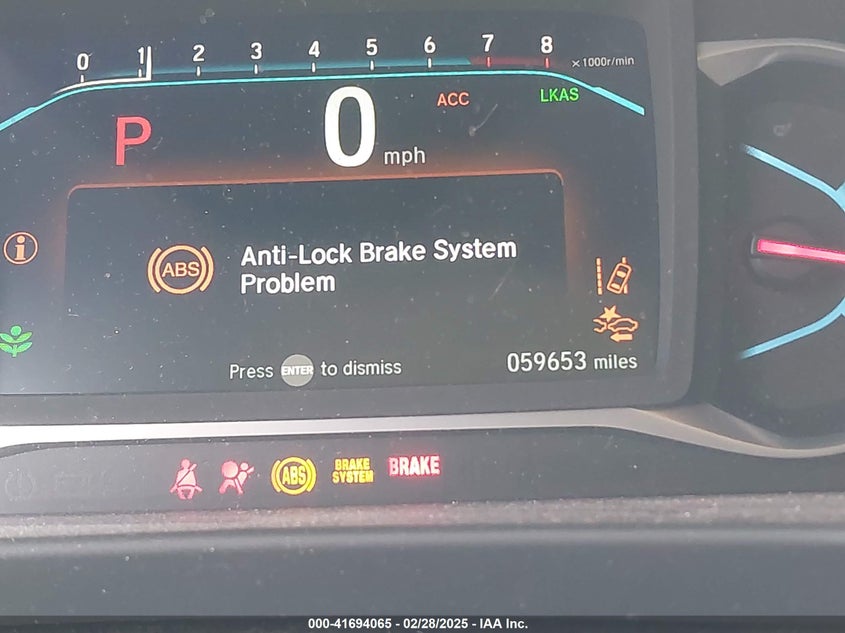 0 1 2 3 4 5 6 7 8 ×1000r/min
P 0 mph ACC LKAS
ABS Anti-Lock Brake System
Problem
Press ENTER to dismiss
059653 miles
ABS BRAKE SYSTEM BRAKE
000-41694065 - 02/28/2025 - IAA Inc.